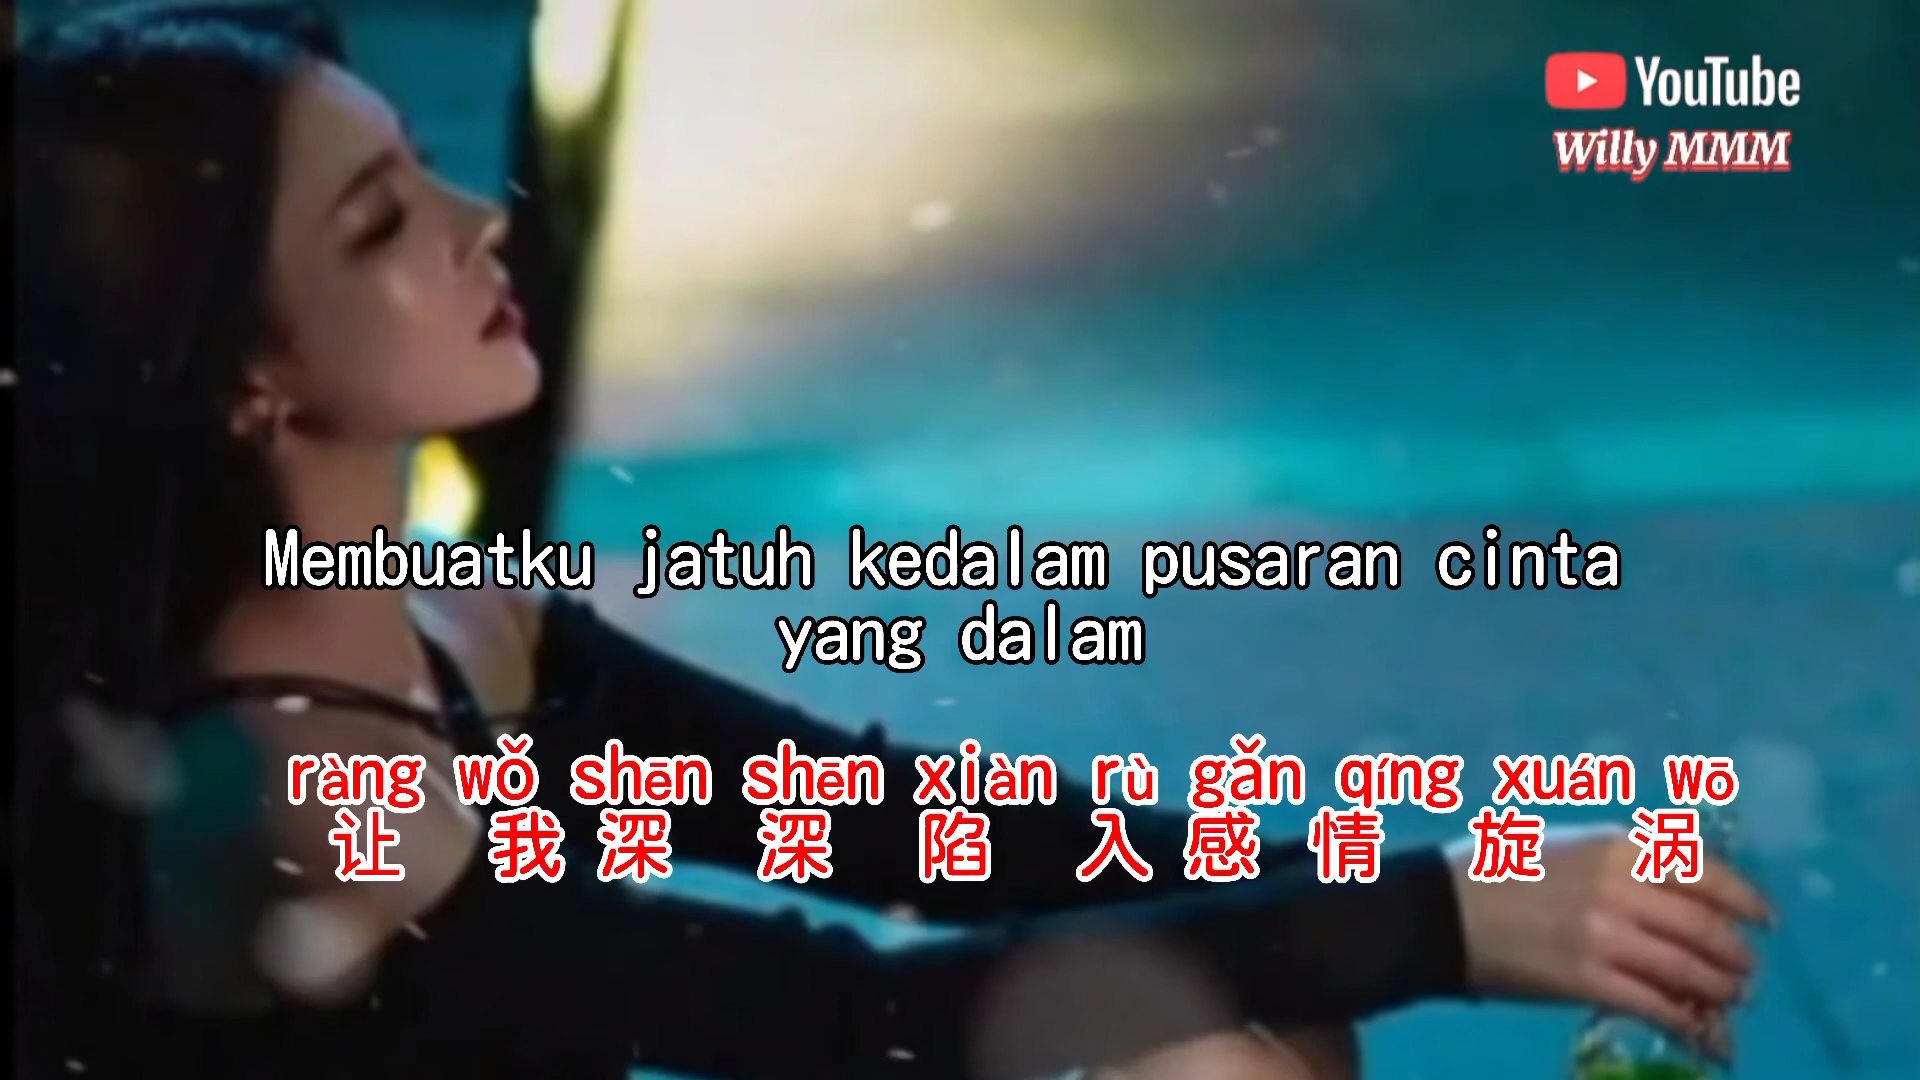 YouTube
Willy MMM
Membuatku jatuh kedalam pusaran cinta
yang dalam
ràng wǒ shēn shēn xiàn rù gǎn qíng xuán wō
让 我 深 深 陷 入 感 情 旋 涡